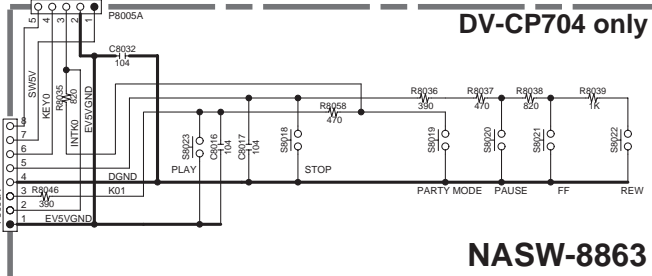 P8005A
DV-CP704 only
5 4 3 2 1
C8032
104
SW5V
KEY0
R8035
820
INTK0
EV5VGND
R8036
390
R8037
470
R8038
820
R8039
1K
R8058
470
8
7
6
5
4
3
2
1
S8023
C8016
104
C8017
104
S8018
S8019
S8020
S8021
S8022
PLAY
STOP
DGND
R8046
390
K01
PARTY MODE
PAUSE
FF
REW
EV5VGND
NASW-8863